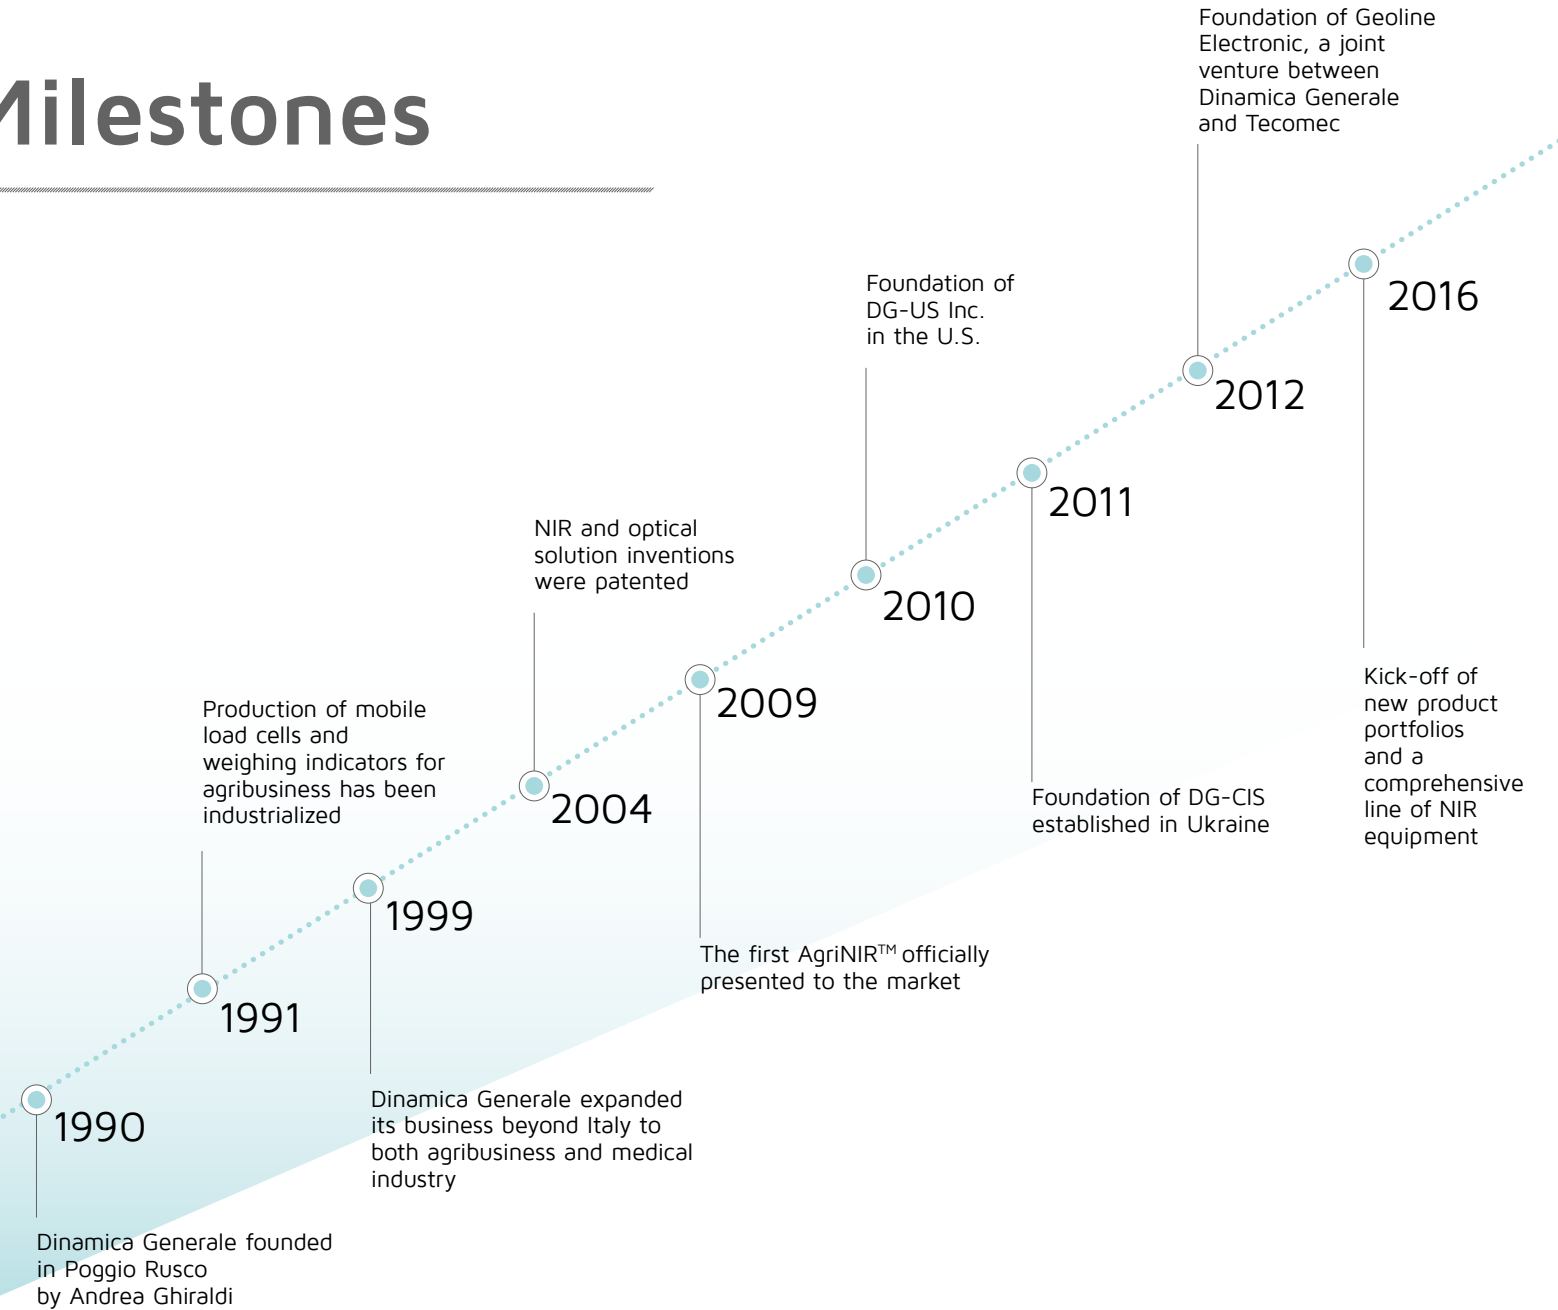 Milestones
1990
Dinamica Generale founded
in Poggio Rusco
by Andrea Ghiraldi
Production of mobile
load cells and
weighing indicators for
agribusiness has been
industrialized
1991
1999
Dinamica Generale expanded
its business beyond Italy to
both agribusiness and medical
industry
NIR and optical
solution inventions
were patented
2004
2009
The first AgriNIR™ officially
presented to the market
Foundation of
DG-US Inc.
in the U.S.
2010
2011
Foundation of DG-CIS
established in Ukraine
Foundation of Geoline
Electronic, a joint
venture between
Dinamica Generale
and Tecomec
2012
2016
Kick-off of
new product
portfolios
and a
comprehensive
line of NIR
equipment